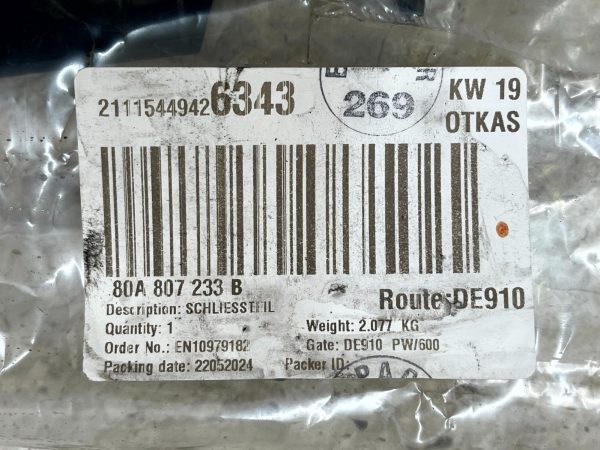 21115449426343
269
KW 19
OTKAS
80A 807 233 B
Route:DE910
Description: SCHLIESSTEIL
Quantity: 1
Weight: 2.077 KG
Order No.: EN10979182
Gate: DE910 PW/600
Packing date: 22052024
Packer ID: